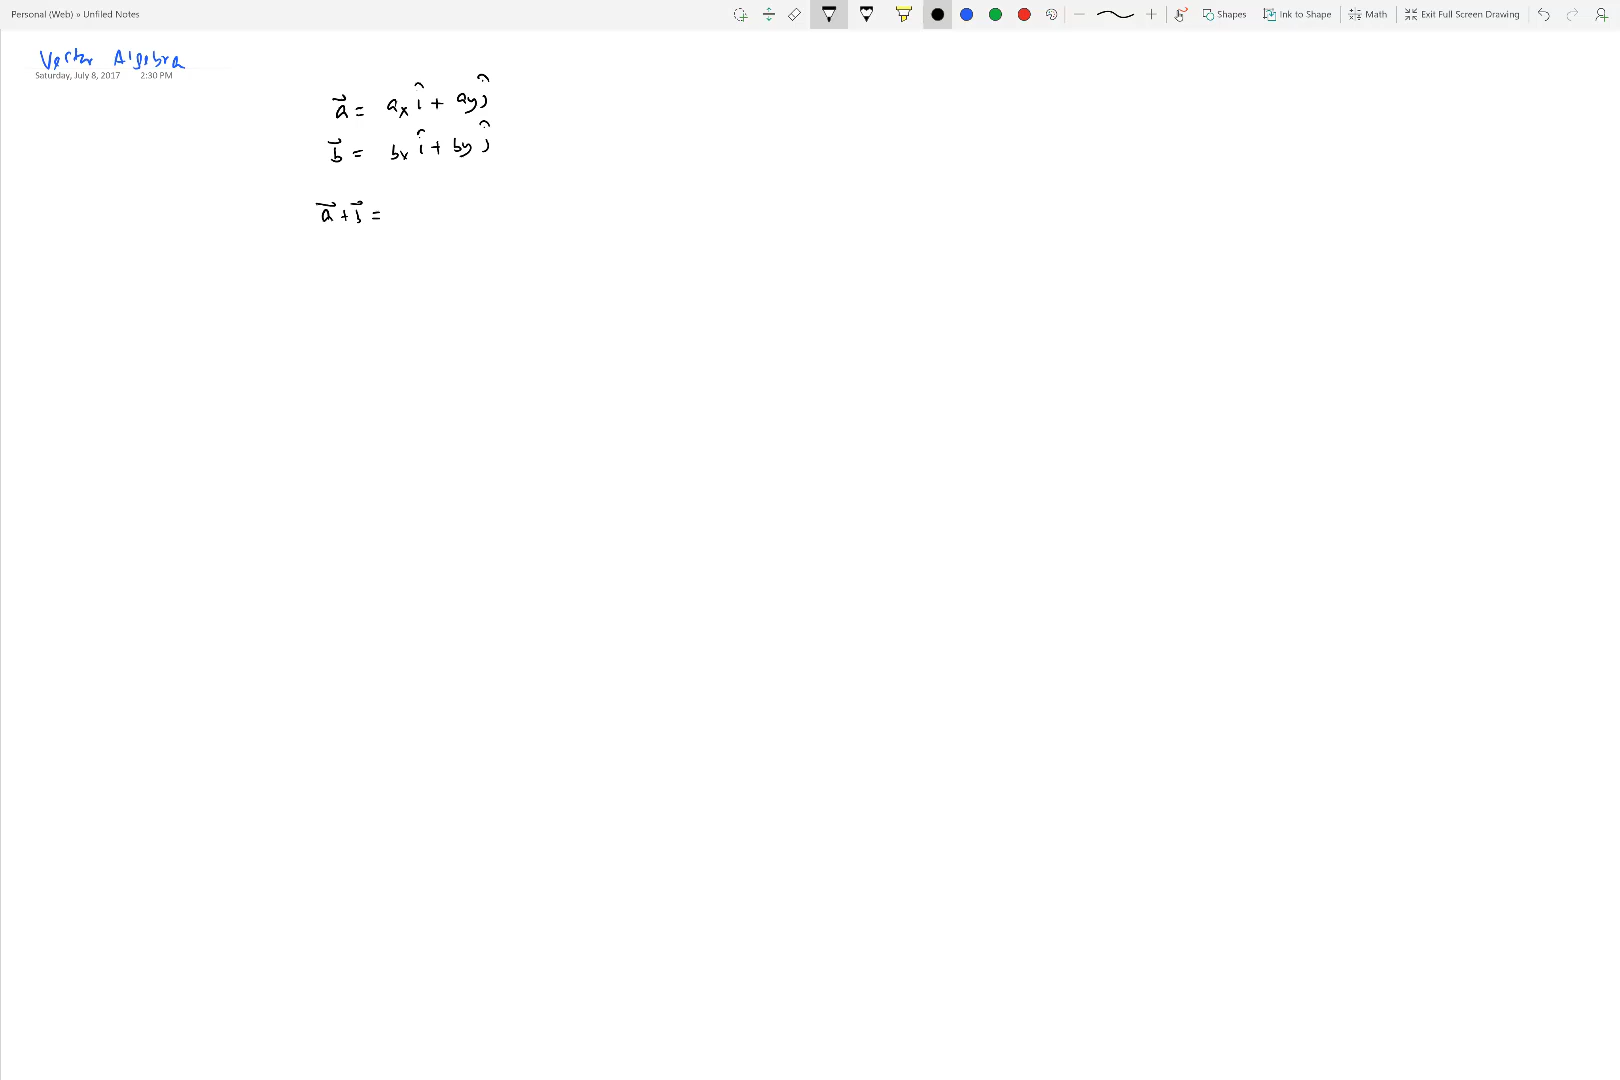 Personal (Web) » Unfiled Notes
Shapes
Ink to Shape
Math
Exit Full Screen Drawing
Vector Algebra
Saturday, July 8, 2017 2:30 PM
a⃗ = aₓ î + ay ĵ
b⃗ = bₓ î + by ĵ
a⃗ + b⃗ =